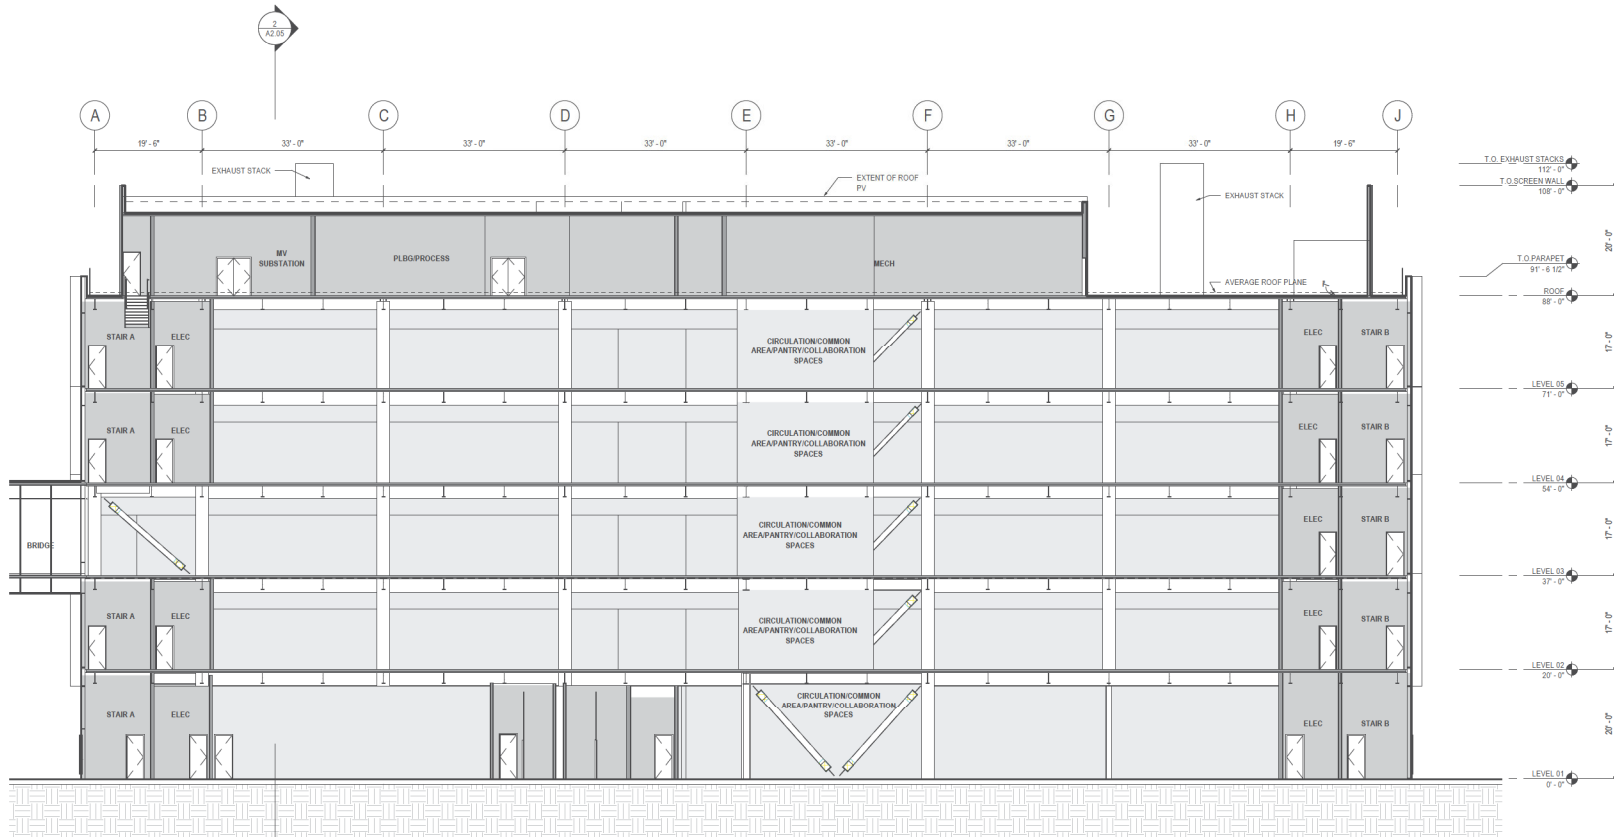 2
A2.05
A B C D E F G H J
19' - 6" 33' - 0" 33' - 0" 33' - 0" 33' - 0" 33' - 0" 33' - 0" 19' - 6"
EXHAUST STACK
EXTENT OF ROOF
PV
EXHAUST STACK
T.O. EXHAUST STACKS
112' - 0"
T.O.SCREEN WALL
108' - 0"
20' - 0"
MV
SUBSTATION
PLBG/PROCESS
MECH
T.O.PARAPET
91' - 6 1/2"
AVERAGE ROOF PLANE
ROOF
88' - 0"
STAIR A
ELEC
CIRCULATION/COMMON
AREA/PANTRY/COLLABORATION
SPACES
ELEC
STAIR B
17' - 0"
LEVEL 05
71' - 0"
STAIR A
ELEC
CIRCULATION/COMMON
AREA/PANTRY/COLLABORATION
SPACES
ELEC
STAIR B
17' - 0"
LEVEL 04
54' - 0"
BRIDGE
CIRCULATION/COMMON
AREA/PANTRY/COLLABORATION
SPACES
ELEC
STAIR B
17' - 0"
LEVEL 03
37' - 0"
STAIR A
ELEC
CIRCULATION/COMMON
AREA/PANTRY/COLLABORATION
SPACES
ELEC
STAIR B
17' - 0"
LEVEL 02
20' - 0"
STAIR A
ELEC
CIRCULATION/COMMON
AREA/PANTRY/COLLABORATION
SPACES
ELEC
STAIR B
20' - 0"
LEVEL 01
0' - 0"